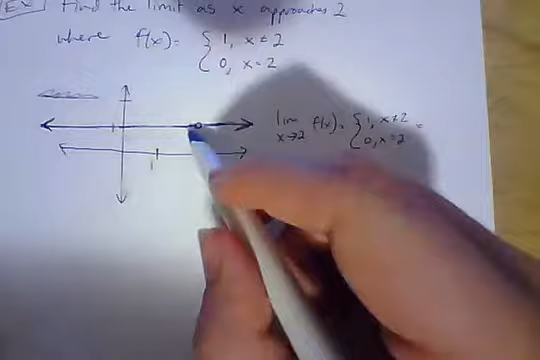 Ex) Find the limit as x approaches 2
where f(x) = { 1, x ≠ 2
0, x = 2
lim x→2 f(x) = { 1, x ≠ 2 =
0, x = 2
1